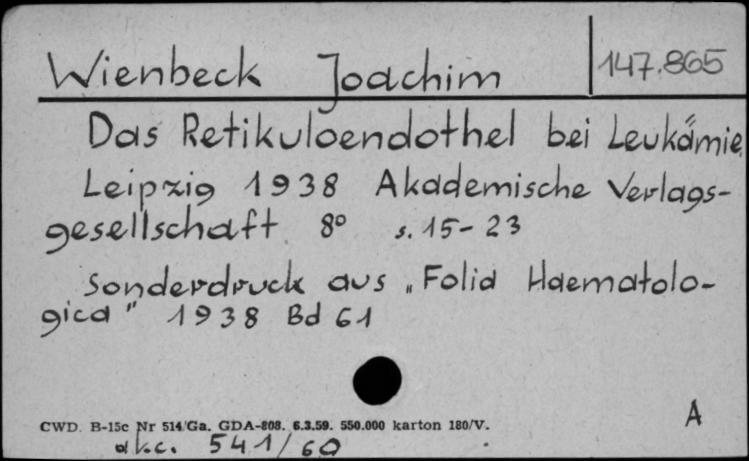 Wienbeck Joachim 147.865
Das Retikuloendothel bei Leukämie
Leipzig 1938 Akademische Verlags-
gesellschaft 8° s. 15-23
Sonderdruck aus „Folia Haematolo-
gica" 1938 Bd 61
A
CWD. B-15c Nr 514/Ga. GDA-808. 6.3.59. 550.000 karton 180/V.
akc. 541/60